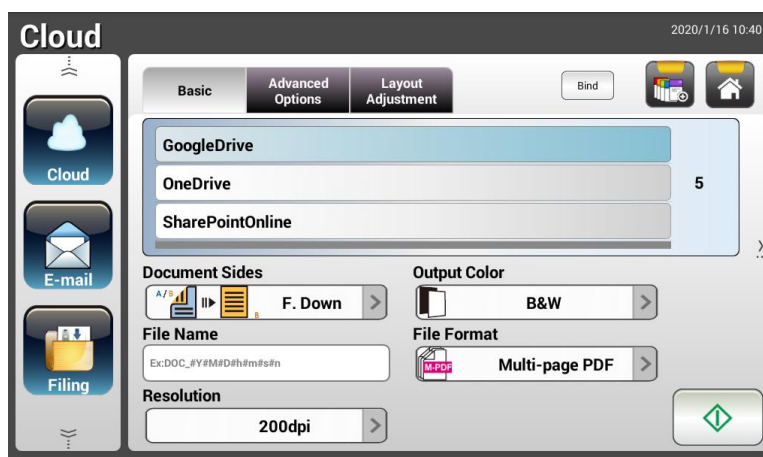 Cloud
2020/1/16 10:40
Basic
Advanced
Options
Layout
Adjustment
Bind
Cloud
E-mail
Filing
GoogleDrive
OneDrive
SharePointOnline
5
Document Sides
A/B
B
F. Down
Output Color
B&W
File Name
Ex:DOC_#Y#M#D#h#m#s#n
File Format
M-PDF
Multi-page PDF
Resolution
200dpi